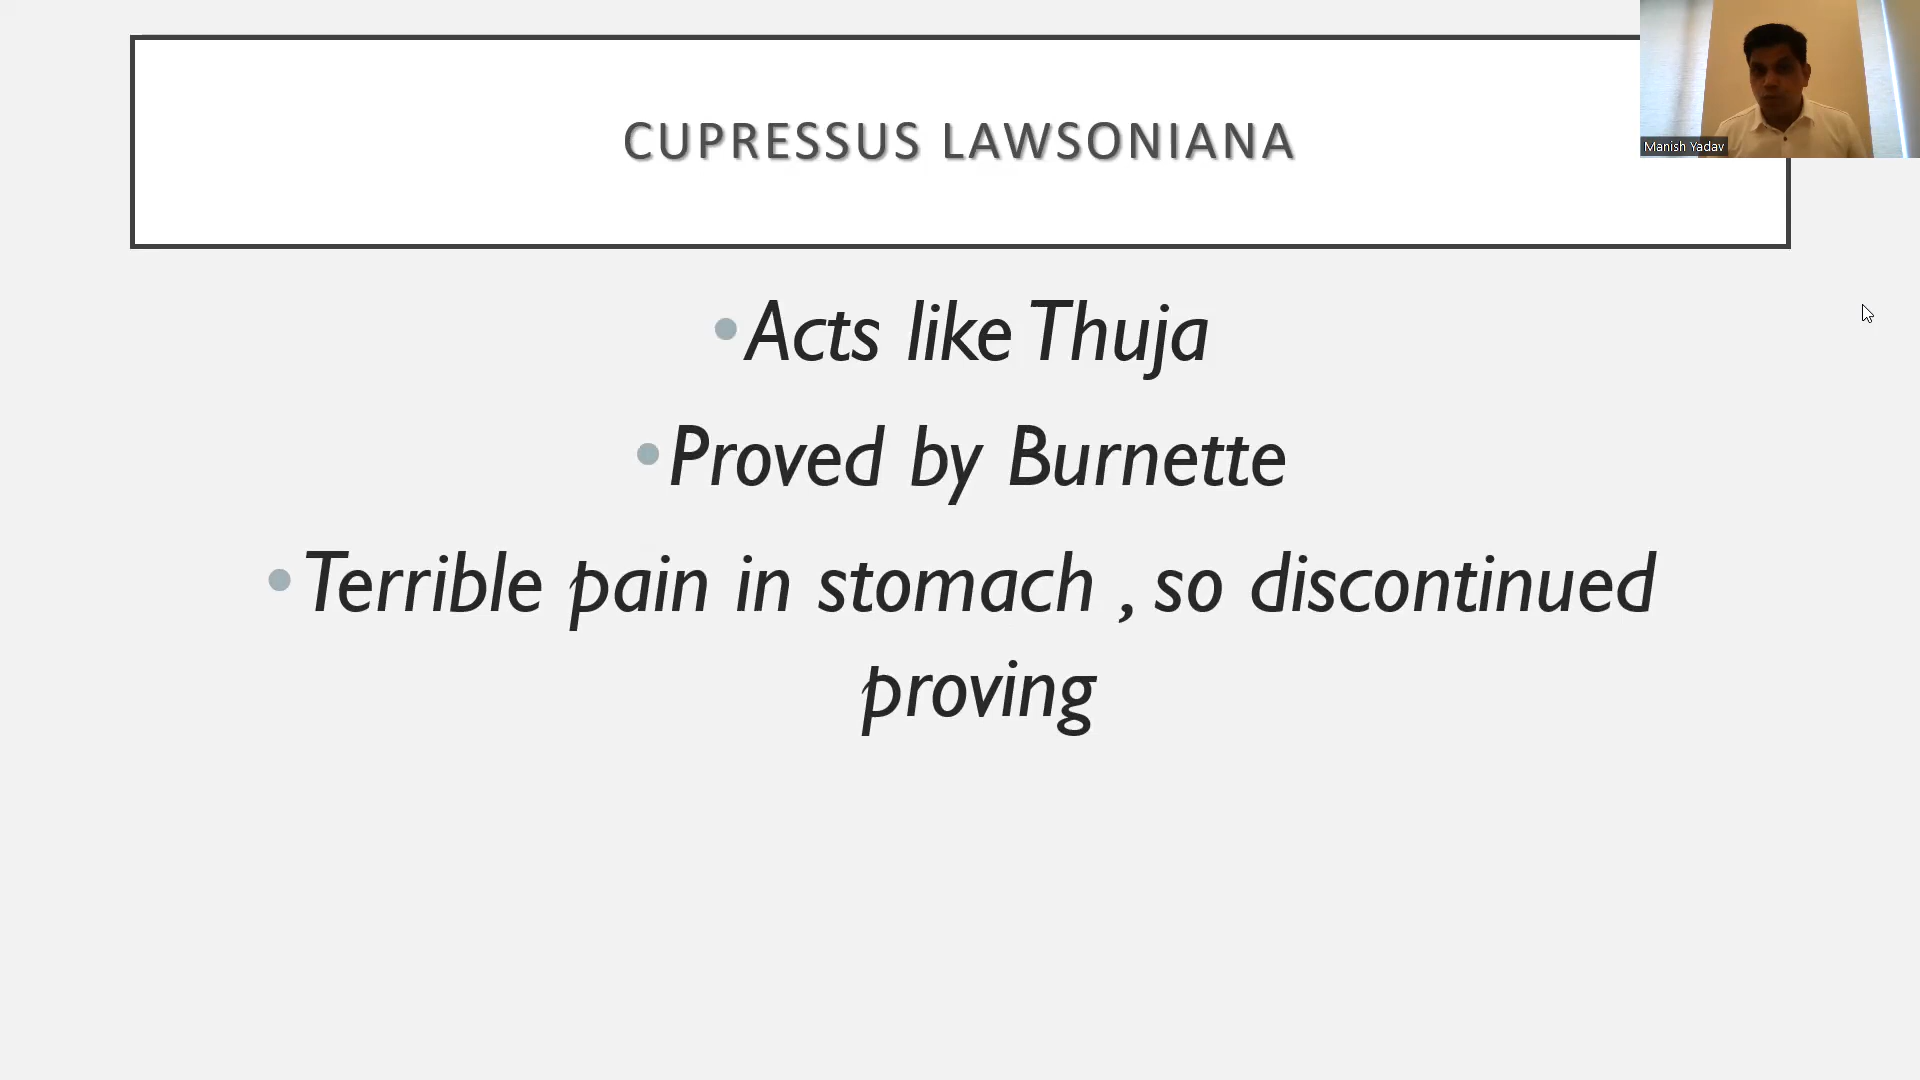 CUPRESSUS LAWSONIANA
Manish Yadav
•Acts like Thuja
•Proved by Burnette
•Terrible pain in stomach , so discontinued
proving